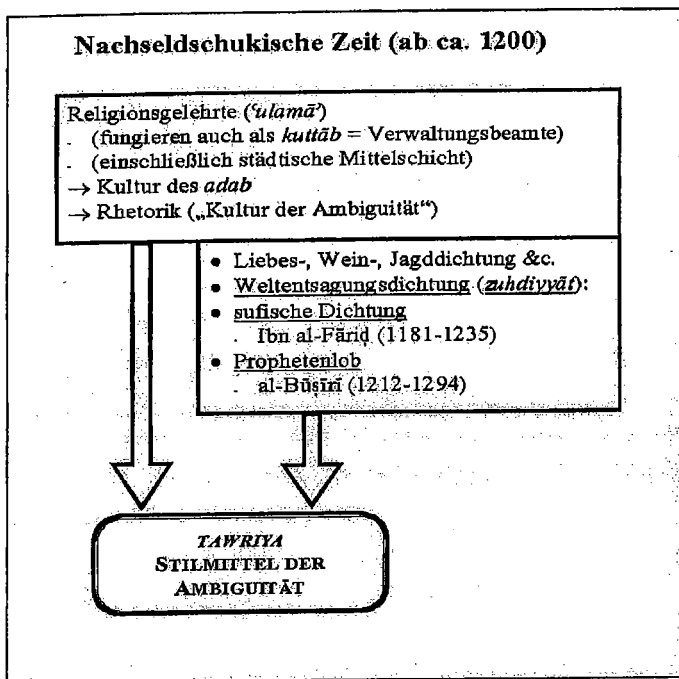 Nachseldschukische Zeit (ab ca. 1200)
Religionsgelehrte (ʿulamāʾ)
. (fungieren auch als kuttāb = Verwaltungsbeamte)
. (einschließlich städtische Mittelschicht)
→ Kultur des adab
→ Rhetorik („Kultur der Ambiguität“)
• Liebes-, Wein-, Jagddichtung &c.
• Weltentsagungsdichtung (zuhdiyyāt):
• sufische Dichtung
. Ibn al-Fāriḍ (1181-1235)
• Prophetenlob
. al-Būṣīrī (1212-1294)
TAWRIYA
STILMITTEL DER
AMBIGUITÄT